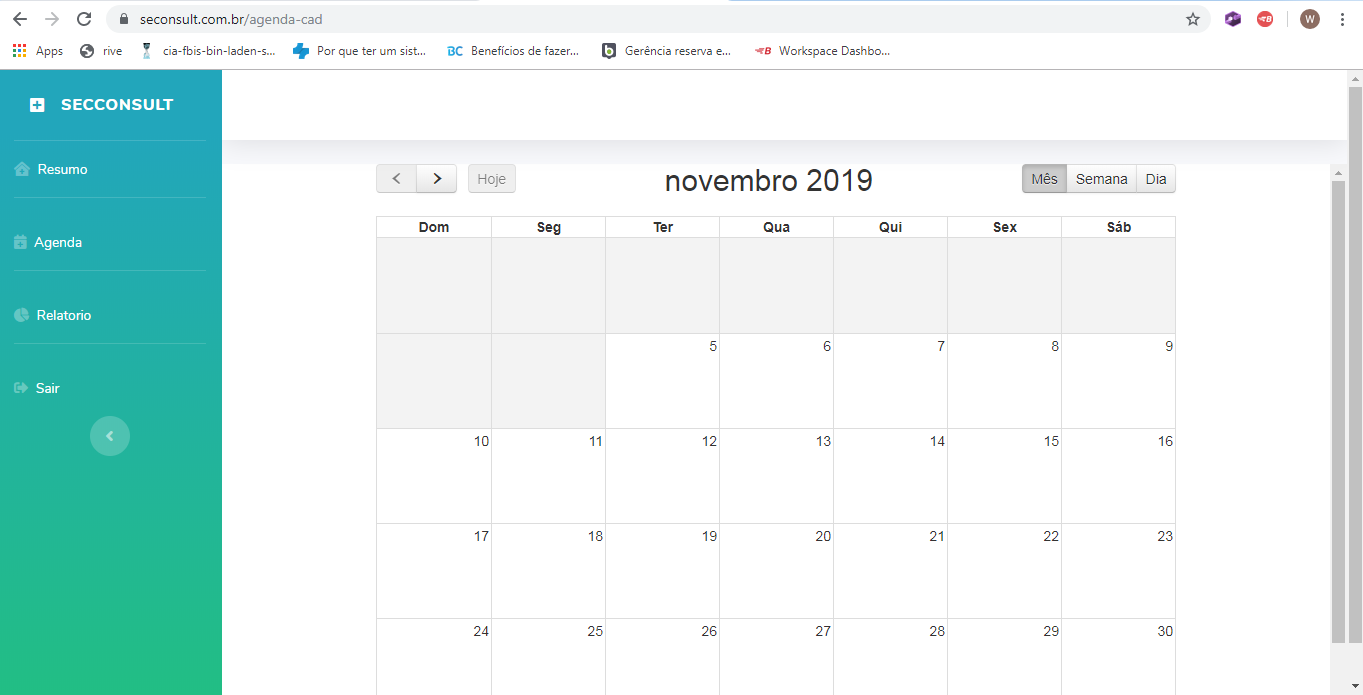 seconsult.com.br/agenda-cad
W
Apps rive cia-fbis-bin-laden-s... Por que ter um sist... BC Benefícios de fazer... Gerência reserva e... B Workspace Dashbo...
SECCONSULT
Resumo
Agenda
Relatorio
Sair
Hoje novembro 2019 Mês Semana Dia
Dom Seg Ter Qua Qui Sex Sáb
5 6 7 8 9
10 11 12 13 14 15 16
17 18 19 20 21 22 23
24 25 26 27 28 29 30